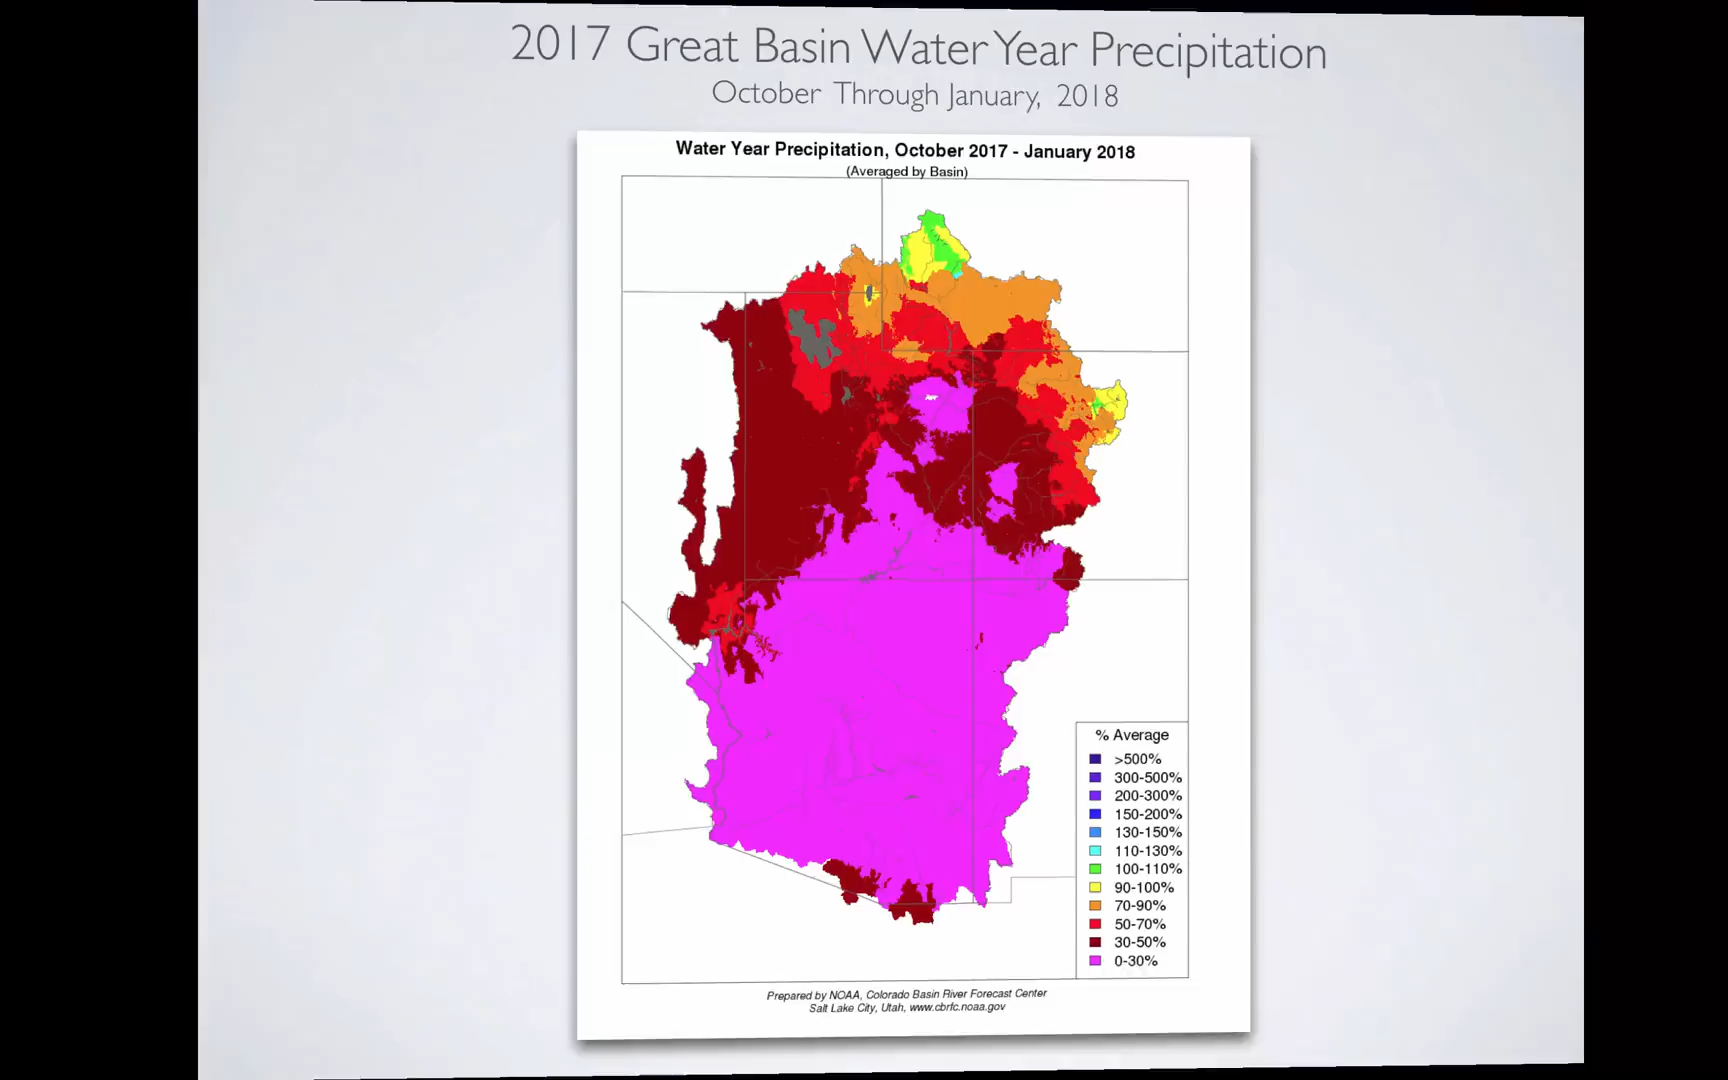 2017 Great Basin Water Year Precipitation
October Through January, 2018
Water Year Precipitation, October 2017 - January 2018
(Averaged by Basin)
% Average
>500%
300-500%
200-300%
150-200%
130-150%
110-130%
100-110%
90-100%
70-90%
50-70%
30-50%
0-30%
Prepared by NOAA, Colorado Basin River Forecast Center
Salt Lake City, Utah, www.cbrfc.noaa.gov